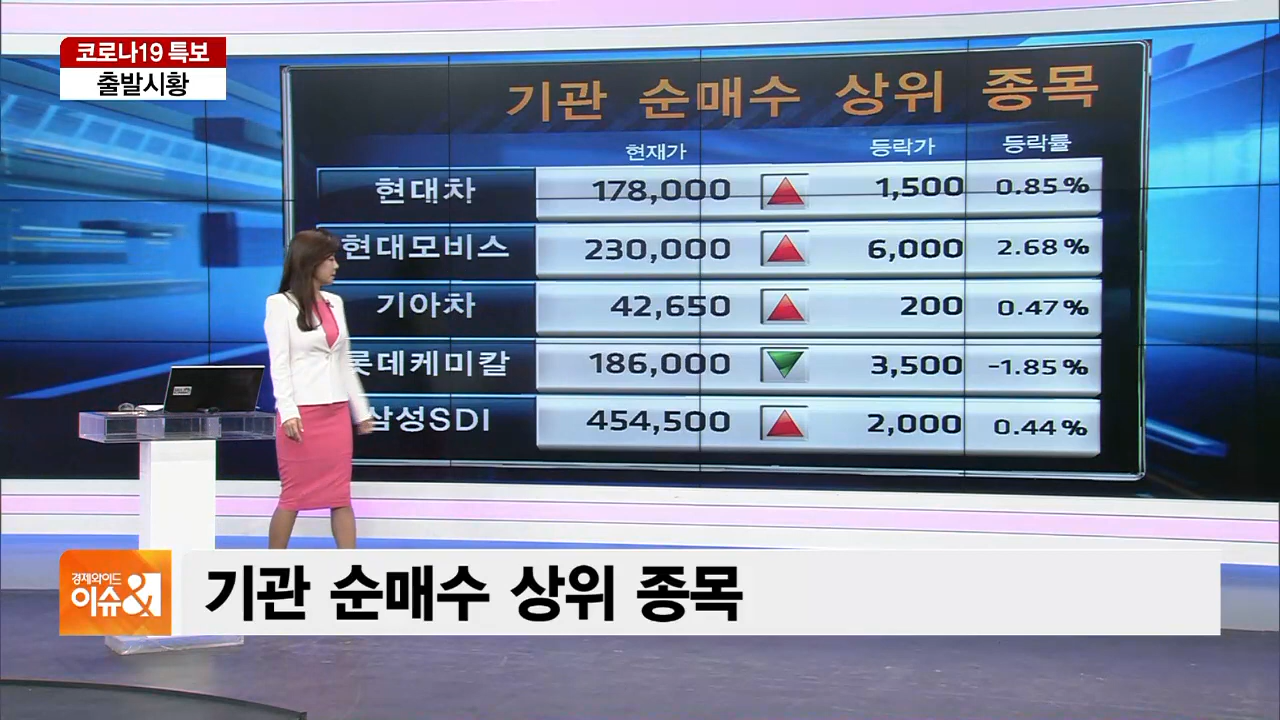 코로나19 특보
출발시황
기관 순매수 상위 종목
현재가 등락가 등락률
현대차 178,000 1,500 0.85%
현대모비스 230,000 6,000 2.68%
기아차 42,650 200 0.47%
롯데케미칼 186,000 3,500 -1.85%
삼성SDI 454,500 2,000 0.44%
경제와이드
이슈&
기관 순매수 상위 종목